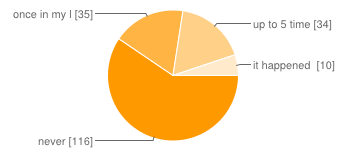 once in my l [35]
up to 5 time [34]
it happened [10]
never [116]